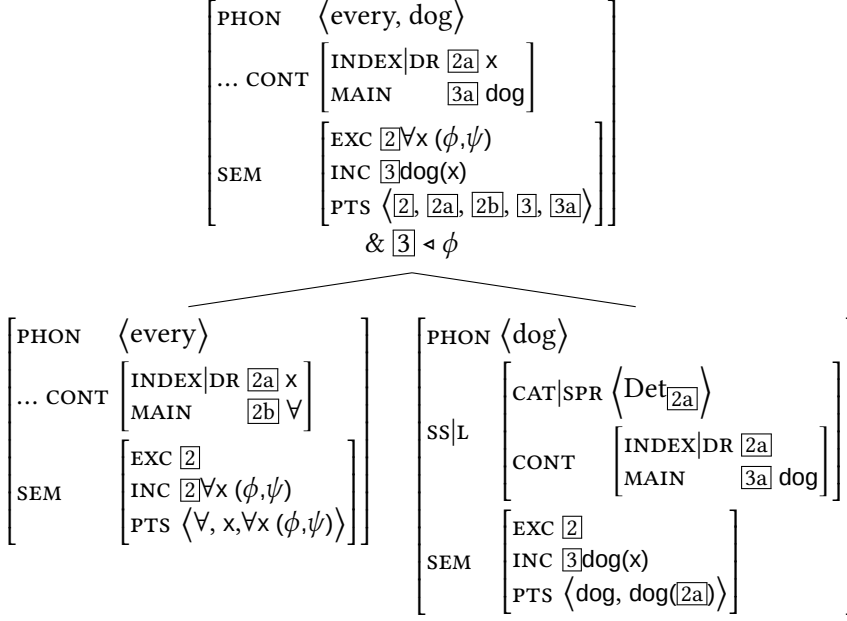 PHON ⟨every, dog⟩
... CONT [INDEX|DR 2a x
MAIN 3a dog]
SEM [EXC 2 ∀x (ϕ,ψ)
INC 3 dog(x)
PTS ⟨2, 2a, 2b, 3, 3a⟩]
& 3 ◃ ϕ
PHON ⟨every⟩
... CONT [INDEX|DR 2a x
MAIN 2b ∀]
SEM [EXC 2
INC 2 ∀x (ϕ,ψ)
PTS ⟨∀, x,∀x (ϕ,ψ)⟩]
PHON ⟨dog⟩
SS|L [CAT|SPR ⟨Det 2a⟩
CONT [INDEX|DR 2a
MAIN 3a dog]]
SEM [EXC 2
INC 3 dog(x)
PTS ⟨dog, dog(2a)⟩]